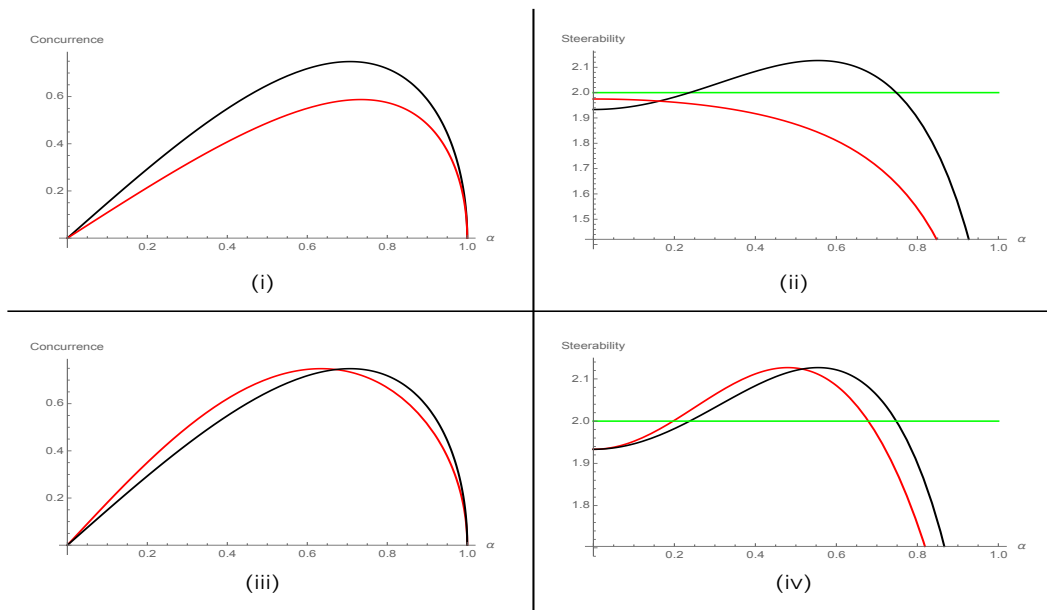 Concurrence
0.6
0.4
0.2
0.2 0.4 0.6 0.8 1.0 α
(i)
Steerability
2.1
2.0
1.9
1.8
1.7
1.6
1.5
0.2 0.4 0.6 0.8 1.0 α
(ii)
Concurrence
0.6
0.4
0.2
0.2 0.4 0.6 0.8 1.0 α
(iii)
Steerability
2.1
2.0
1.9
1.8
0.2 0.4 0.6 0.8 1.0 α
(iv)